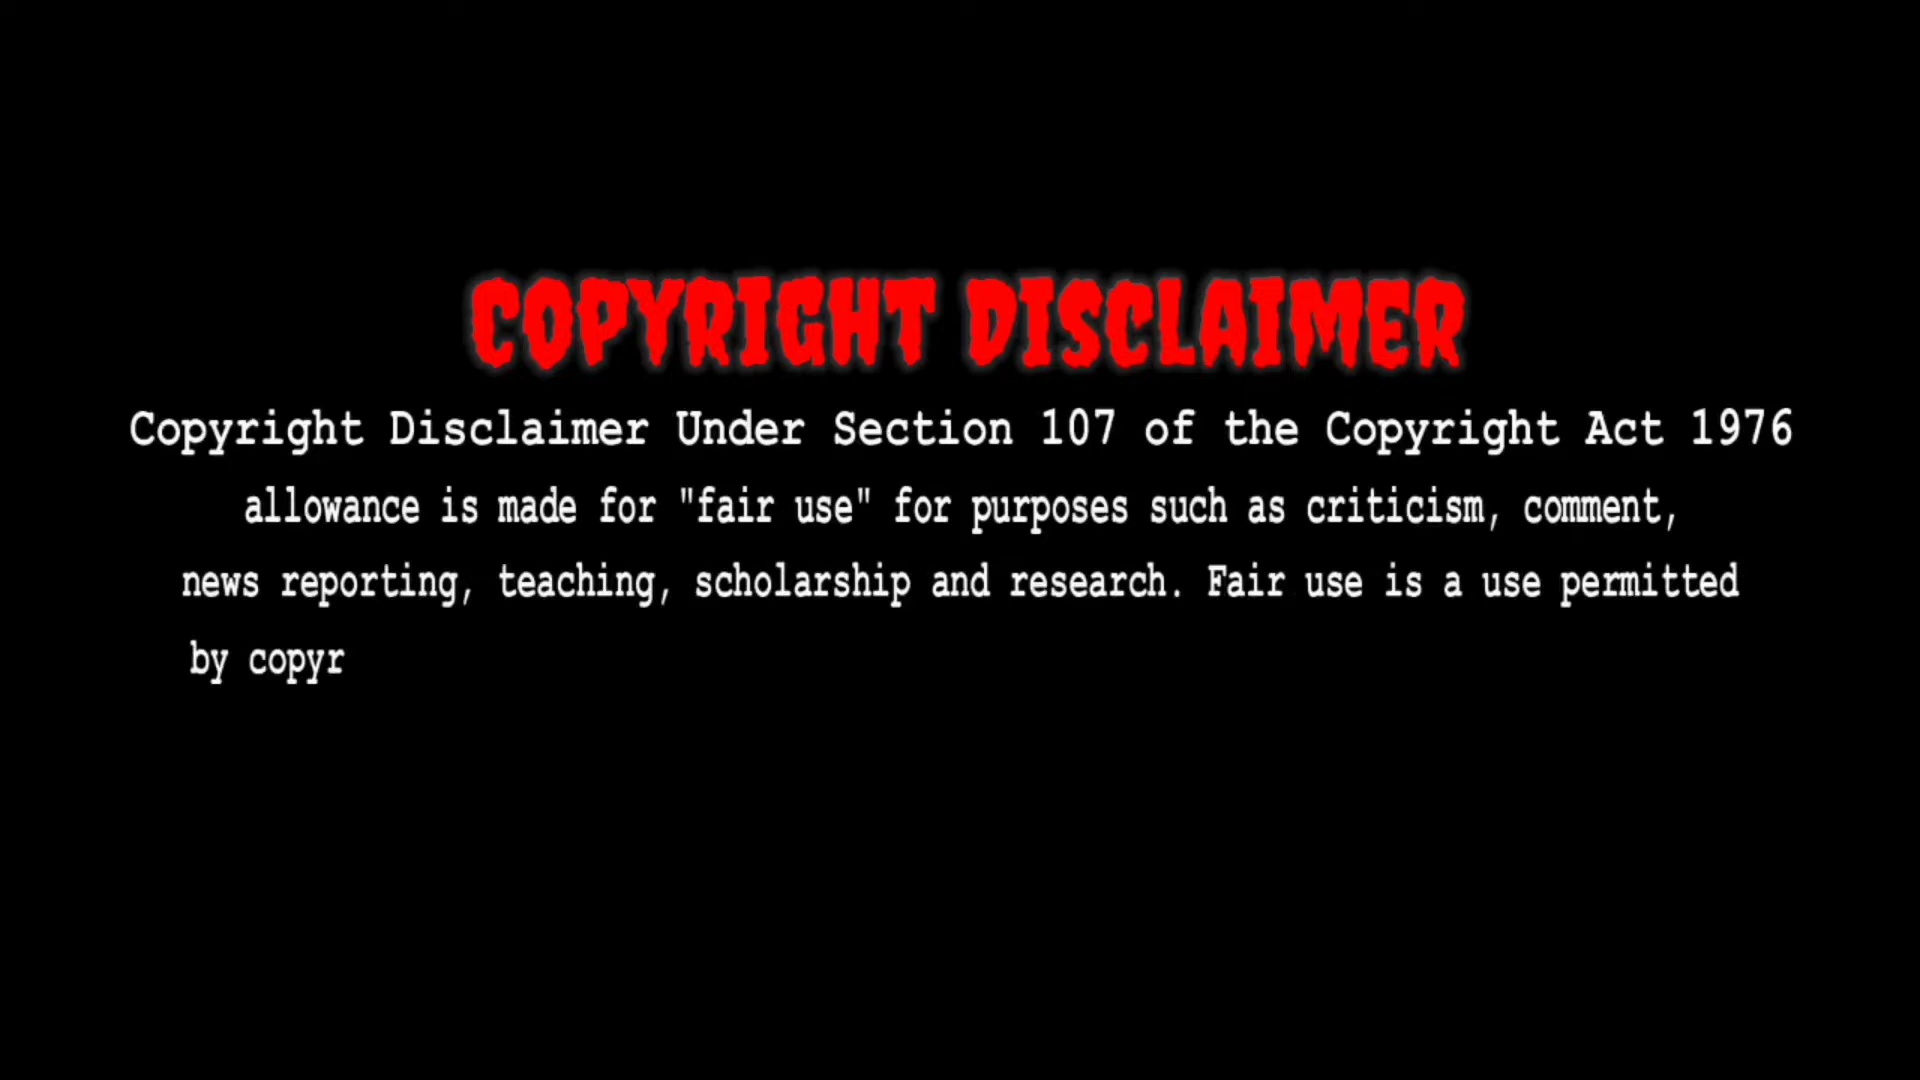 COPYRIGHT DISCLAIMER
Copyright Disclaimer Under Section 107 of the Copyright Act 1976
allowance is made for "fair use" for purposes such as criticism, comment,
news reporting, teaching, scholarship and research. Fair use is a use permitted
by copyr